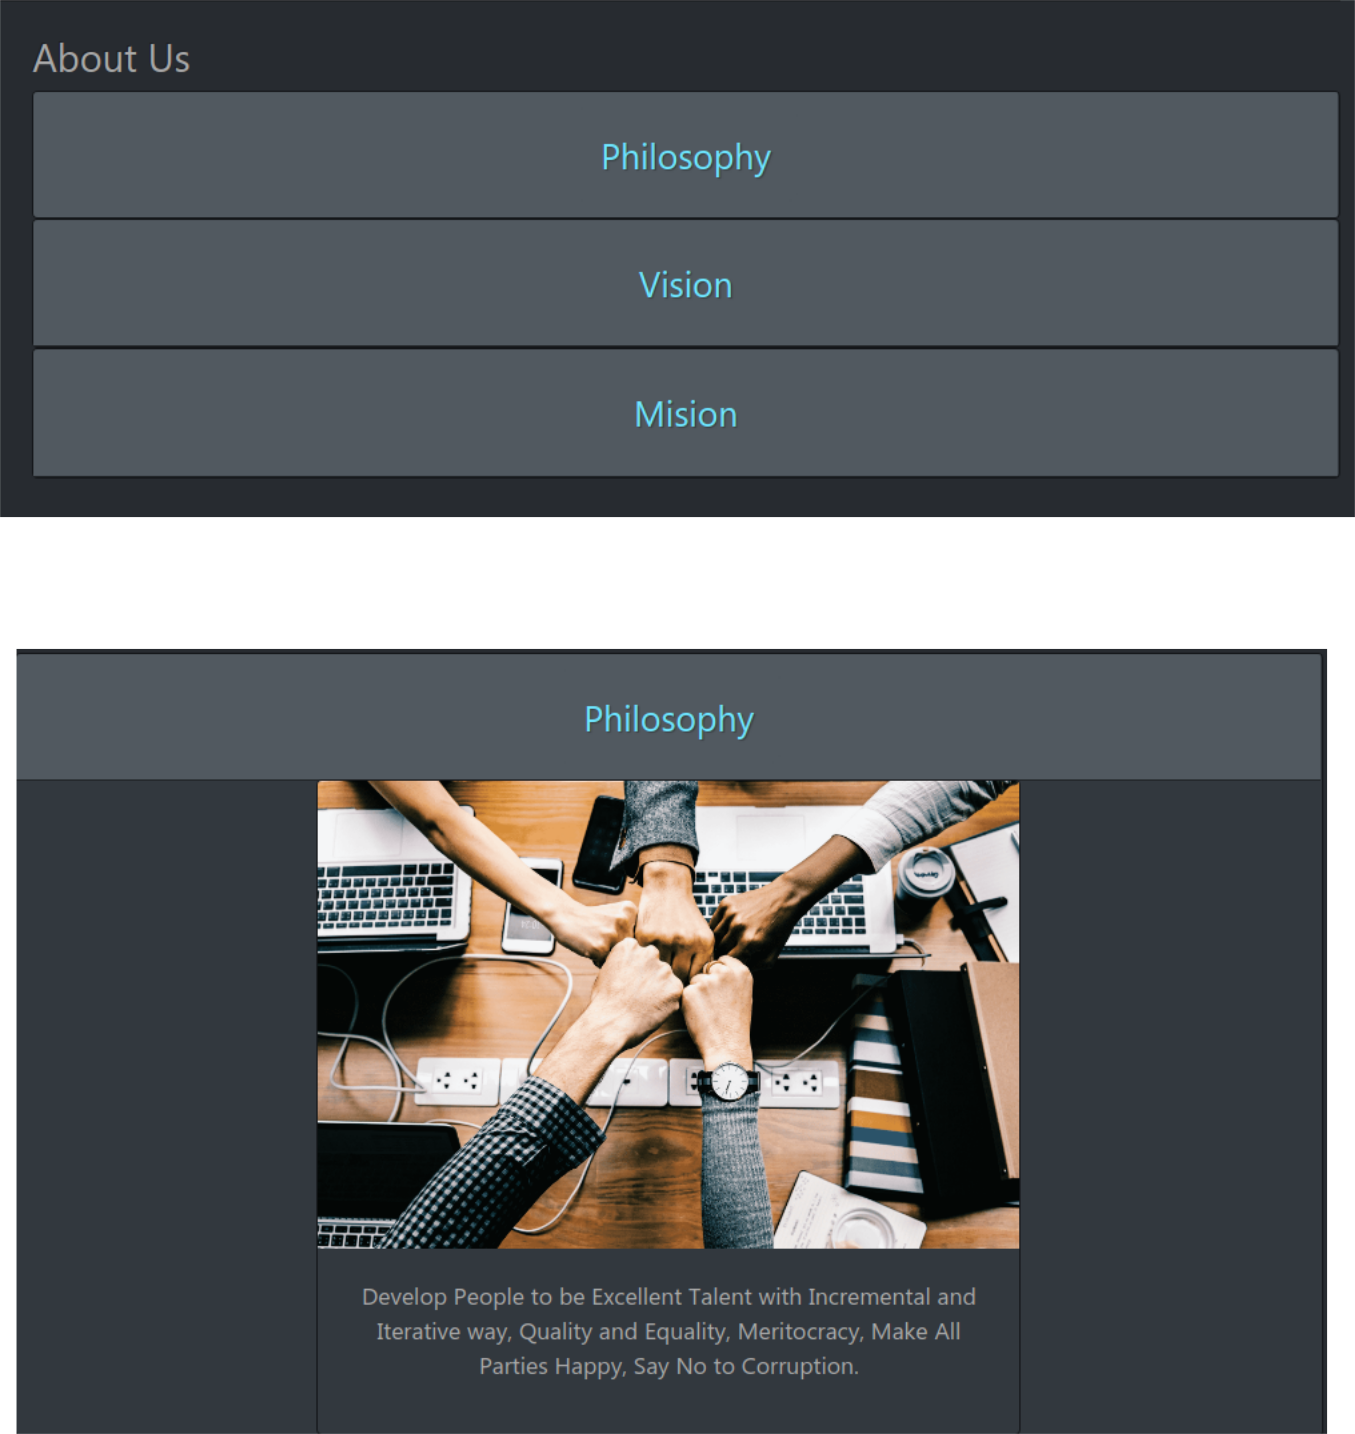 About Us
Philosophy
Vision
Mision
Philosophy
Develop People to be Excellent Talent with Incremental and
Iterative way, Quality and Equality, Meritocracy, Make All
Parties Happy, Say No to Corruption.